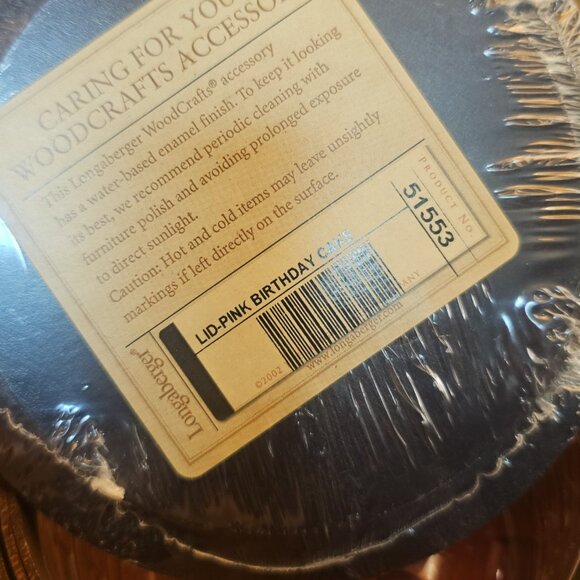 CARING FOR YOU
WOODCRAFTS ACCESSO
This Longaberger WoodCrafts® accessory
has a water-based enamel finish. To keep it looking
its best, we recommend periodic cleaning with
furniture polish and avoiding prolonged exposure
to direct sunlight.
Caution: Hot and cold items may leave unsightly
markings if left directly on the surface.
PRODUCT NO.
51553
LID-PINK BIRTHDAY CAKE
©2002
www.longaberger.com
ANY
Longaberger®